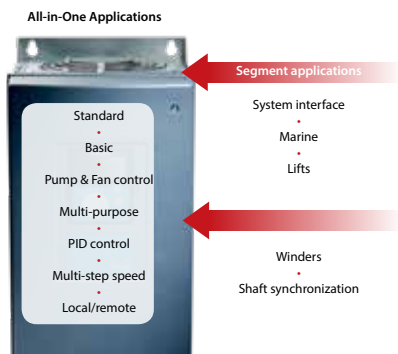 All-in-One Applications
Standard
•
Basic
•
Pump & Fan control
•
Multi-purpose
•
PID control
•
Multi-step speed
•
Local/remote
Segment applications
System interface
•
Marine
•
Lifts
Winders
•
Shaft synchronization